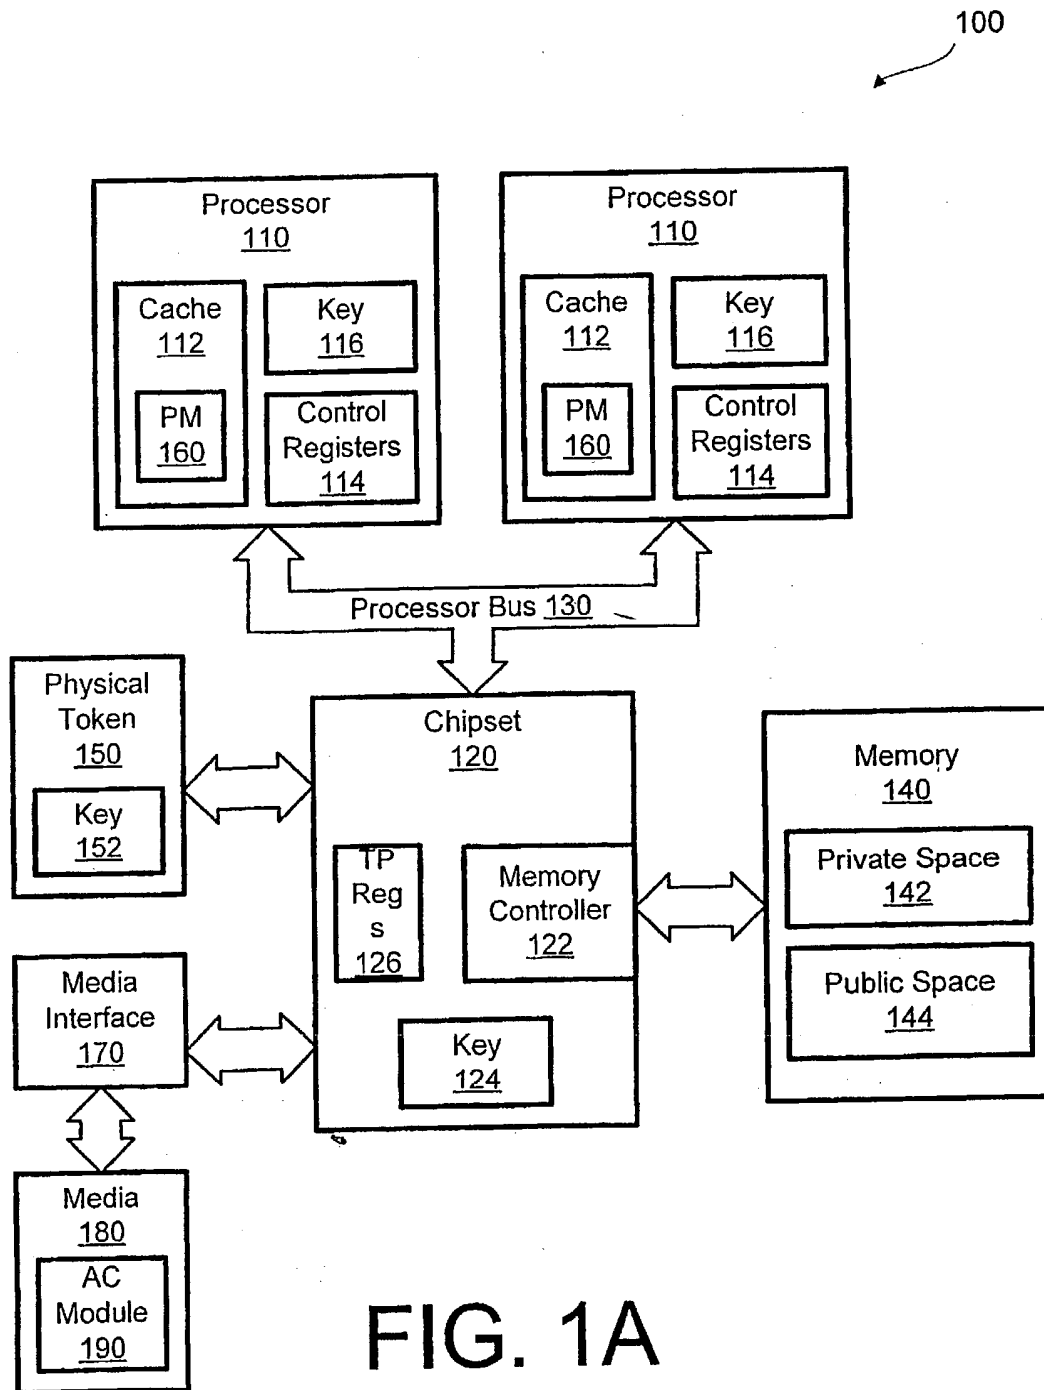 100
Processor
110
Cache
112
PM
160
Key
116
Control
Registers
114
Processor
110
Cache
112
PM
160
Key
116
Control
Registers
114
Processor Bus 130
Physical
Token
150
Key
152
Chipset
120
TP
Reg
s
126
Memory
Controller
122
Key
124
Memory
140
Private Space
142
Public Space
144
Media
Interface
170
Media
180
AC
Module
190
FIG. 1A